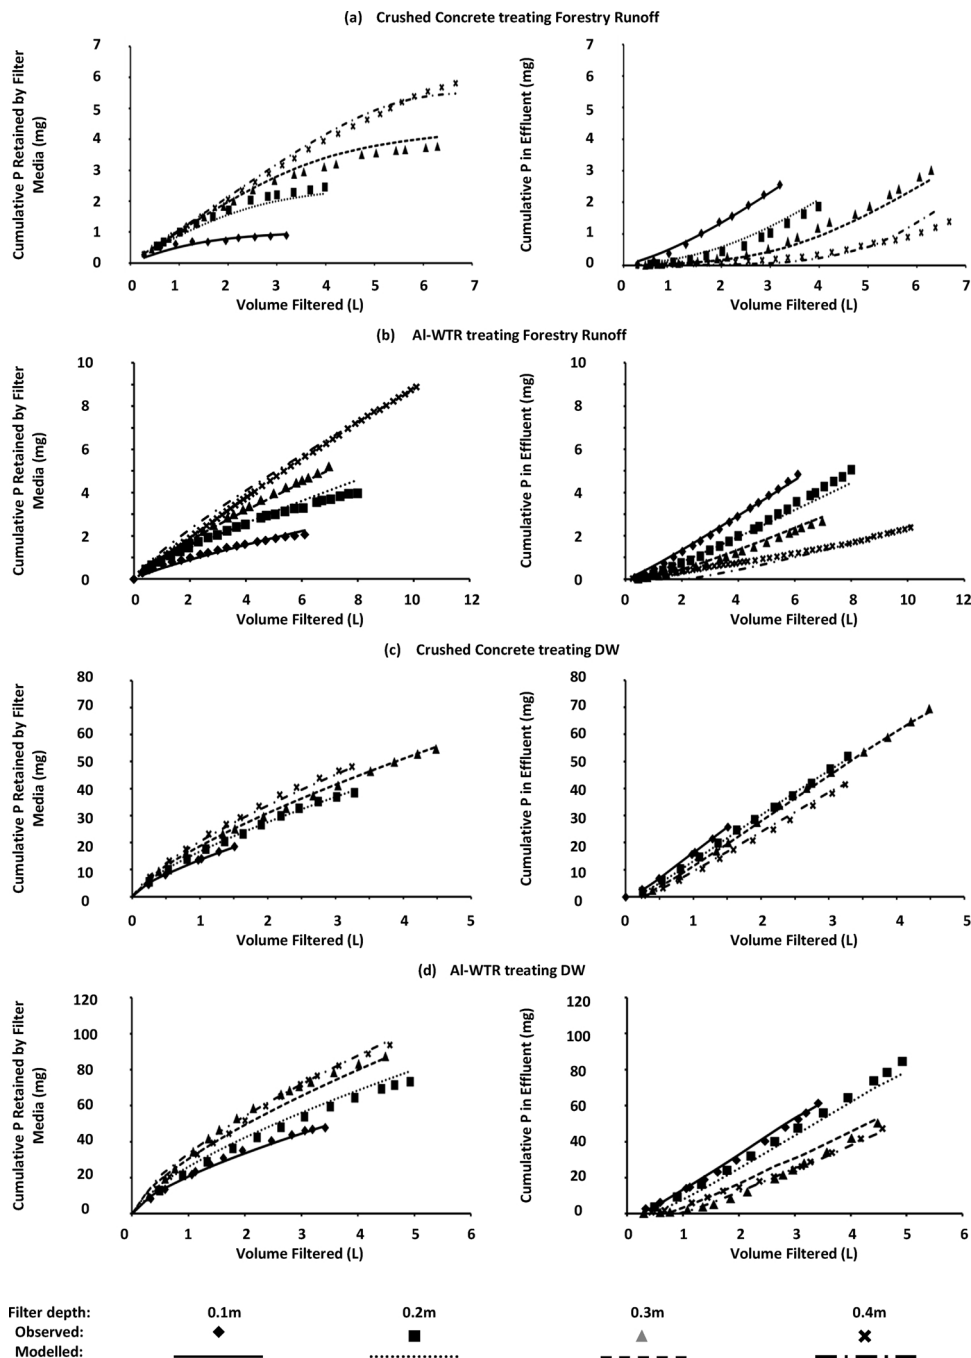 (a) Crushed Concrete treating Forestry Runoff
Cumulative P Retained by Filter
Media (mg)
7
6
5
4
3
2
1
0
0 1 2 3 4 5 6 7
Volume Filtered (L)
Cumulative P in Effluent (mg)
7
6
5
4
3
2
1
0
0 1 2 3 4 5 6 7
Volume Filtered (L)
(b) Al-WTR treating Forestry Runoff
Cumulative P Retained by Filter
Media (mg)
10
8
6
4
2
0
0 2 4 6 8 10 12
Volume Filtered (L)
Cumulative P in Effluent (mg)
10
8
6
4
2
0
0 2 4 6 8 10 12
Volume Filtered (L)
(c) Crushed Concrete treating DW
Cumulative P Retained by Filter
Media (mg)
80
70
60
50
40
30
20
10
0
0 1 2 3 4 5
Volume Filtered (L)
Cumulative P in Effluent (mg)
80
70
60
50
40
30
20
10
0
0 1 2 3 4 5
Volume Filtered (L)
(d) Al-WTR treating DW
Cumulative P Retained by Filter
Media (mg)
120
100
80
60
40
20
0
0 1 2 3 4 5 6
Volume Filtered (L)
Cumulative P in Effluent (mg)
120
100
80
60
40
20
0
0 1 2 3 4 5 6
Volume Filtered (L)
Filter depth: 0.1m 0.2m 0.3m 0.4m
Observed:
Modelled: